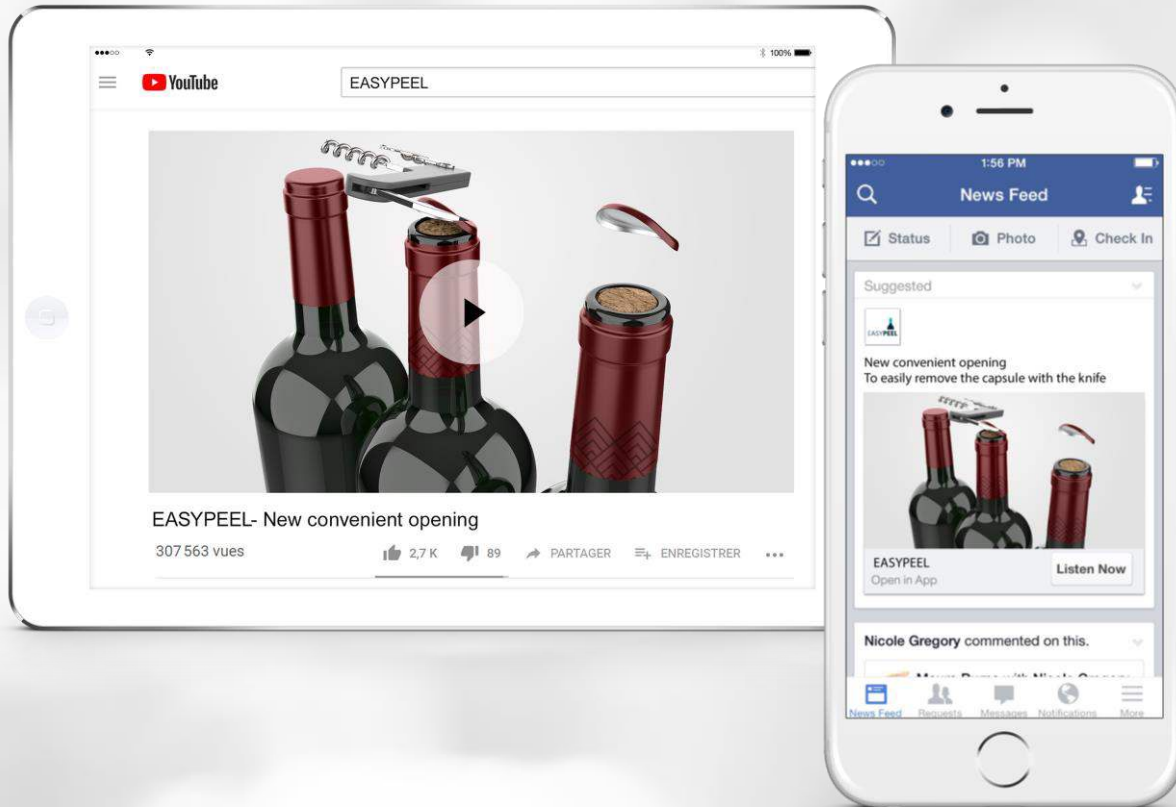 100%
YouTube
EASYPEEL
EASYPEEL- New convenient opening
307 563 vues
2,7 K
89
PARTAGER
ENREGISTRER
1:56 PM
News Feed
Status
Photo
Check In
Suggested
EASYPEEL
New convenient opening
To easily remove the capsule with the knife
EASYPEEL
Open in App
Listen Now
Nicole Gregory commented on this.
News Feed
Requests
Messages
Notifications
More